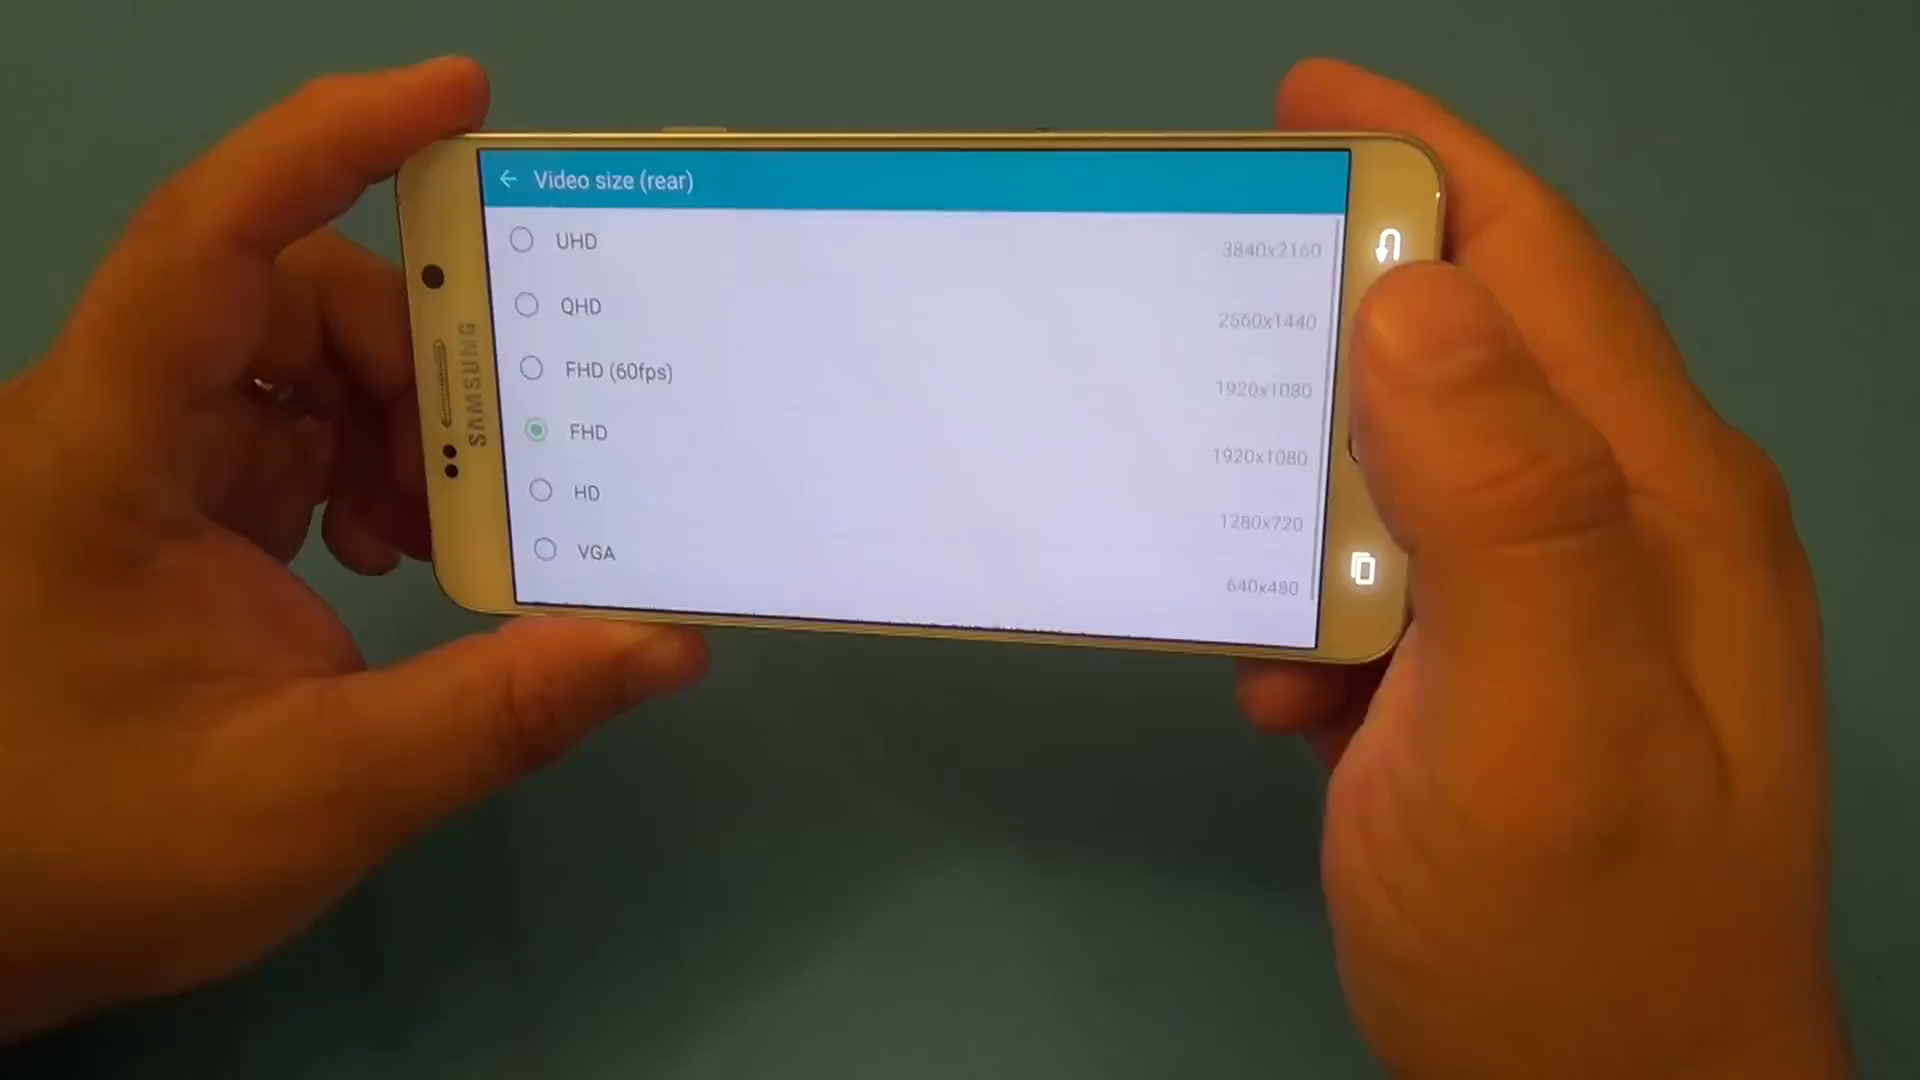 Video size (rear)
UHD 3840x2160
QHD 2560x1440
FHD (60fps) 1920x1080
FHD 1920x1080
HD 1280x720
VGA 640x480
SAMSUNG